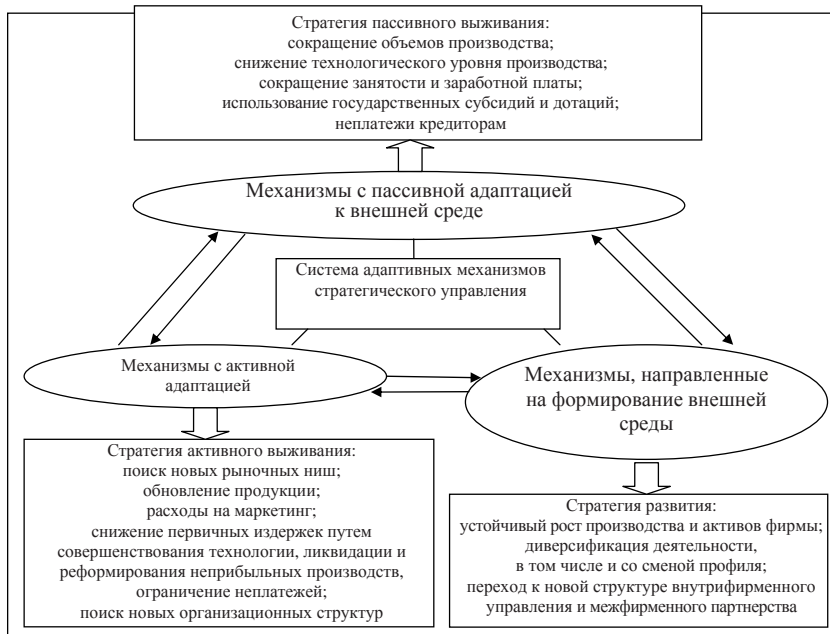 Стратегия пассивного выживания:
сокращение объемов производства;
снижение технологического уровня производства;
сокращение занятости и заработной платы;
использование государственных субсидий и дотаций;
неплатежи кредиторам
Механизмы с пассивной адаптацией
к внешней среде
Система адаптивных механизмов
стратегического управления
Механизмы с активной
адаптацией
Механизмы, направленные
на формирование внешней
среды
Стратегия активного выживания:
поиск новых рыночных ниш;
обновление продукции;
расходы на маркетинг;
снижение первичных издержек путем
совершенствования технологии, ликвидации и
реформирования неприбыльных производств,
ограничение неплатежей;
поиск новых организационных структур
Стратегия развития:
устойчивый рост производства и активов фирмы;
диверсификация деятельности,
в том числе и со сменой профиля;
переход к новой структуре внутрифирменного
управления и межфирменного партнерства